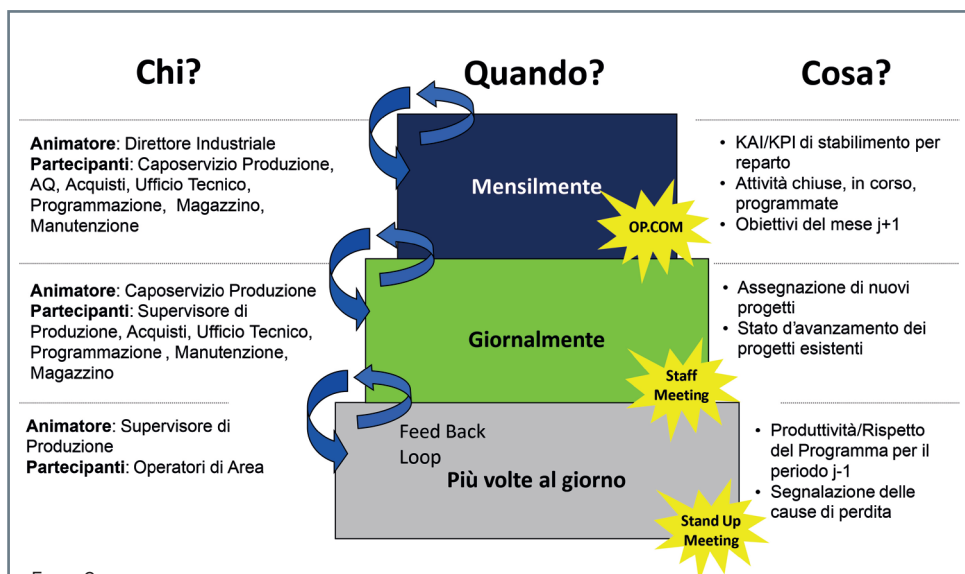 Chi?
Quando?
Cosa?
Animatore: Direttore Industriale
Partecipanti: Caposervizio Produzione,
AQ, Acquisti, Ufficio Tecnico,
Programmazione, Magazzino,
Manutenzione
Mensilmente
OP.COM
• KAI/KPI di stabilimento per
reparto
• Attività chiuse, in corso,
programmate
• Obiettivi del mese j+1
Animatore: Caposervizio Produzione
Partecipanti: Supervisore di
Produzione, Acquisti, Ufficio Tecnico,
Programmazione , Manutenzione,
Magazzino
Giornalmente
Staff
Meeting
• Assegnazione di nuovi
progetti
• Stato d'avanzamento dei
progetti esistenti
Animatore: Supervisore di
Produzione
Partecipanti: Operatori di Area
Feed Back
Loop
Più volte al giorno
Stand Up
Meeting
• Produttività/Rispetto
del Programma per il
periodo j-1
• Segnalazione delle
cause di perdita